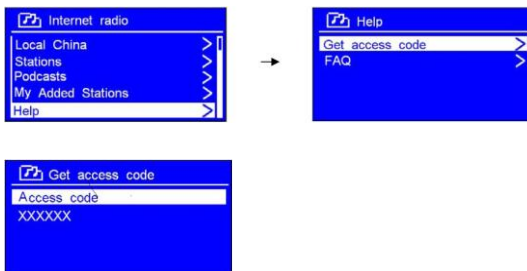 Internet radio
Local China >
Stations >
Podcasts >
My Added Stations >
Help >
→
Help
Get access code >
FAQ >
Get access code
Access code
XXXXXX